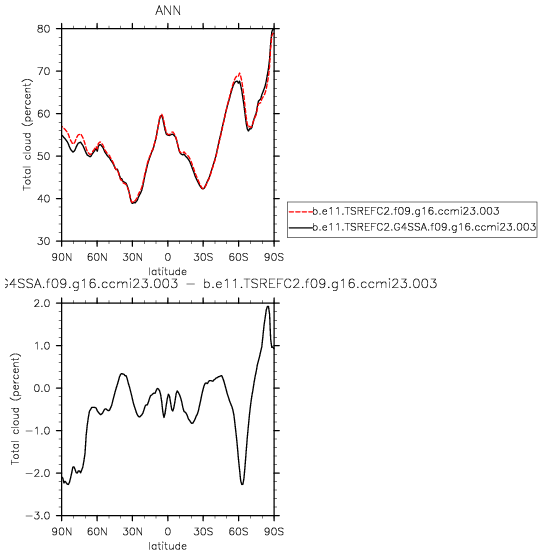 ANN
80
70
60
50
40
30
Total cloud (percent)
90N 60N 30N 0 30S 60S 90S
latitude
b.e11.TSREFC2.f09.g16.ccmi23.003
b.e11.TSREFC2.G4SSA.f09.g16.ccmi23.003
G4SSA.f09.g16.ccmi23.003 − b.e11.TSREFC2.f09.g16.ccmi23.003
2.0
1.0
0.0
−1.0
−2.0
−3.0
Total cloud (percent)
90N 60N 30N 0 30S 60S 90S
latitude